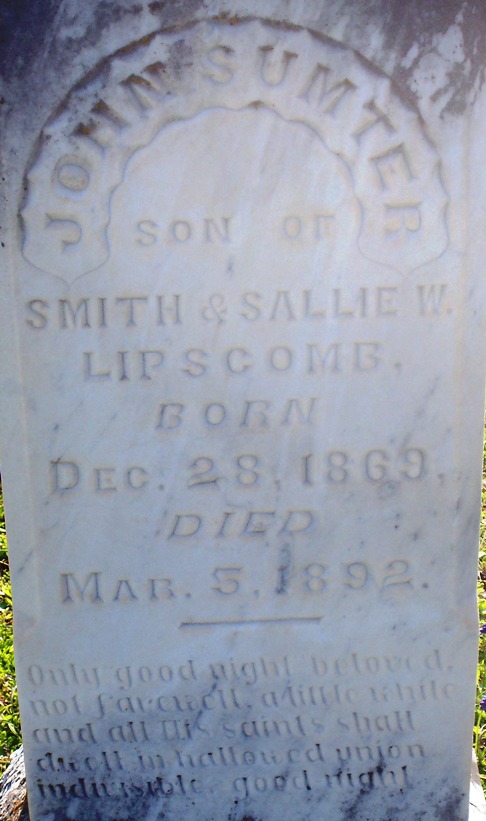 JOHN SUMTER
SON OF
SMITH & SALLIE W.
LIPSCOMB.
BORN
DEC. 28, 1869,
DIED
MAR. 5, 1892.
Only good night beloved,
not farewell, a little while
and all His saints shall
dwell in hallowed union
indivisible, good night